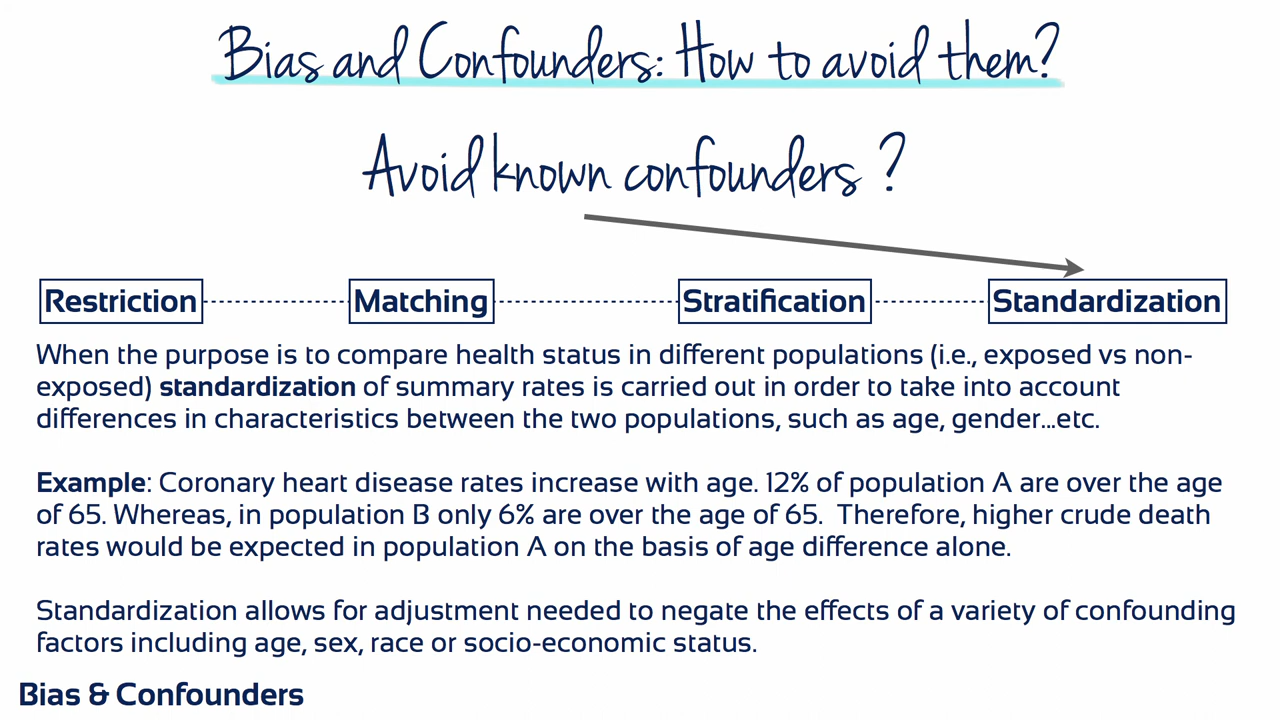 Bias and Confounders: How to avoid them?
Avoid known confounders ?
Restriction Matching Stratification Standardization
When the purpose is to compare health status in different populations (i.e., exposed vs non-
exposed) standardization of summary rates is carried out in order to take into account
differences in characteristics between the two populations, such as age, gender...etc.
Example: Coronary heart disease rates increase with age. 12% of population A are over the age
of 65. Whereas, in population B only 6% are over the age of 65.  Therefore, higher crude death
rates would be expected in population A on the basis of age difference alone.
Standardization allows for adjustment needed to negate the effects of a variety of confounding
factors including age, sex, race or socio-economic status.
Bias & Confounders